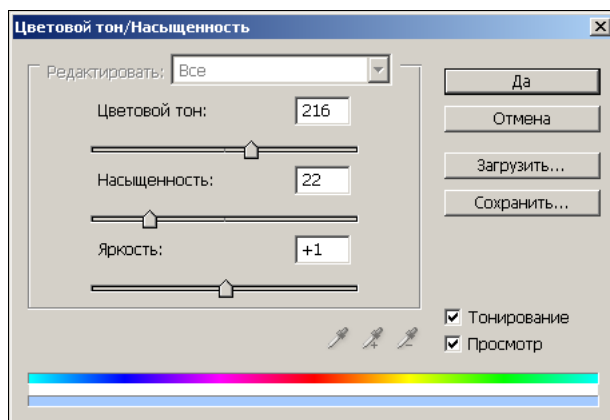 Цветовой тон/Насыщенность
Редактировать: Все
Да
Цветовой тон: 216
Отмена
Насыщенность: 22
Загрузить...
Сохранить...
Яркость: +1
Тонирование
Просмотр